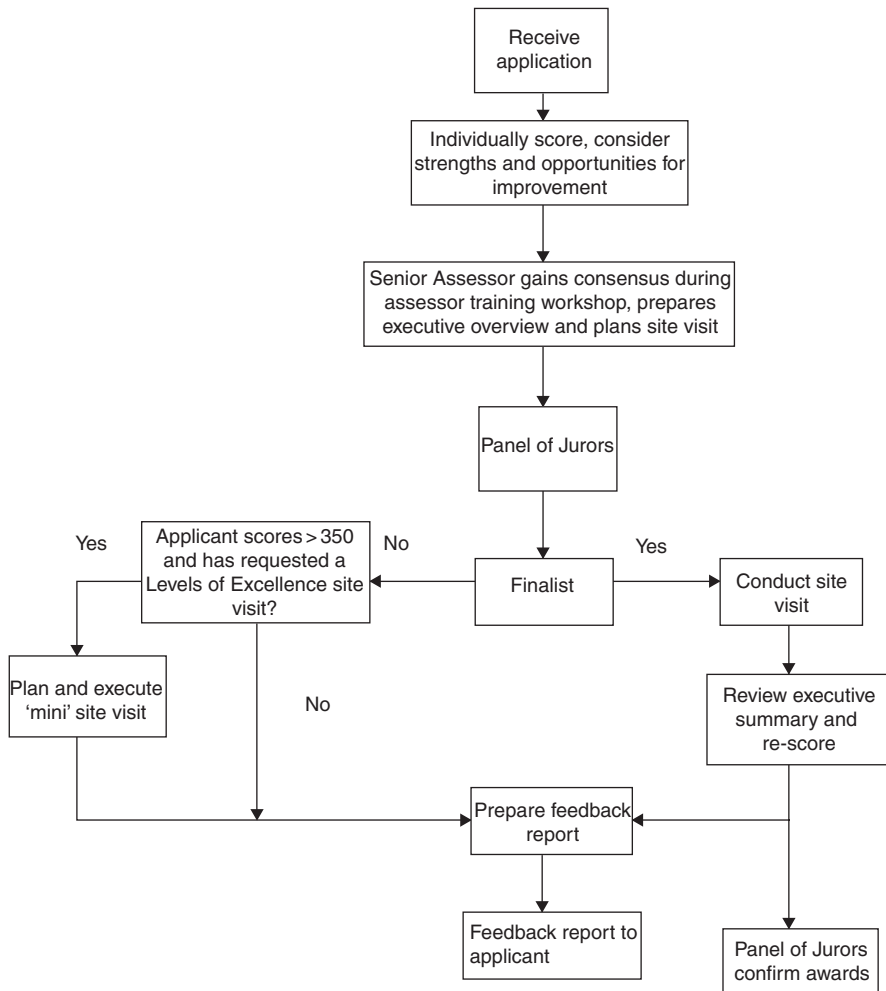 Receive
application
Individually score, consider
strengths and opportunities for
improvement
Senior Assessor gains consensus during
assessor training workshop, prepares
executive overview and plans site visit
Panel of Jurors
Yes
Applicant scores > 350
and has requested a
Levels of Excellence site
visit?
No
Finalist
Yes
Conduct site
visit
Plan and execute
‘mini’ site visit
No
Review executive
summary and
re-score
Prepare feedback
report
Feedback report to
applicant
Panel of Jurors
confirm awards